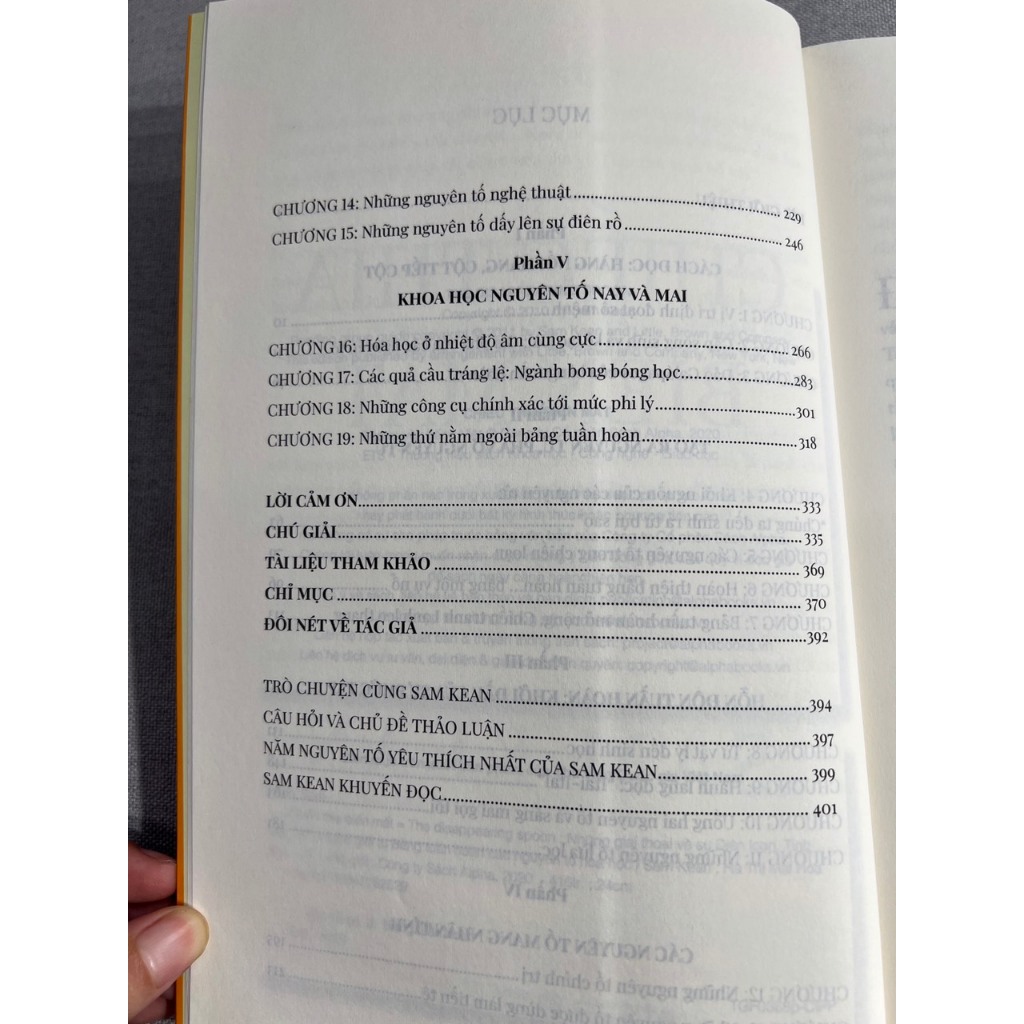 CHƯƠNG 14: Những nguyên tố nghệ thuật.......... 229
CHƯƠNG 15: Những nguyên tố dấy lên sự điên rồ.......... 246
Phần V
KHOA HỌC NGUYÊN TỐ NAY VÀ MAI
CHƯƠNG 16: Hóa học ở nhiệt độ âm cùng cực.......... 266
CHƯƠNG 17: Các quả cầu tráng lệ: Ngành bong bóng học..........283
CHƯƠNG 18: Những công cụ chính xác tới mức phi lý..........301
CHƯƠNG 19: Những thứ nằm ngoài bảng tuần hoàn..........318
LỜI CẢM ƠN..........333
CHÚ GIẢI..........335
TÀI LIỆU THAM KHẢO.......... 369
CHỈ MỤC.......... 370
ĐÔI NÉT VỀ TÁC GIẢ..........392
TRÒ CHUYỆN CÙNG SAM KEAN..........394
CÂU HỎI VÀ CHỦ ĐỀ THẢO LUẬN.......... 397
NĂM NGUYÊN TỐ YÊU THÍCH NHẤT CỦA SAM KEAN.......... 399
SAM KEAN KHUYẾN ĐỌC.......... 401